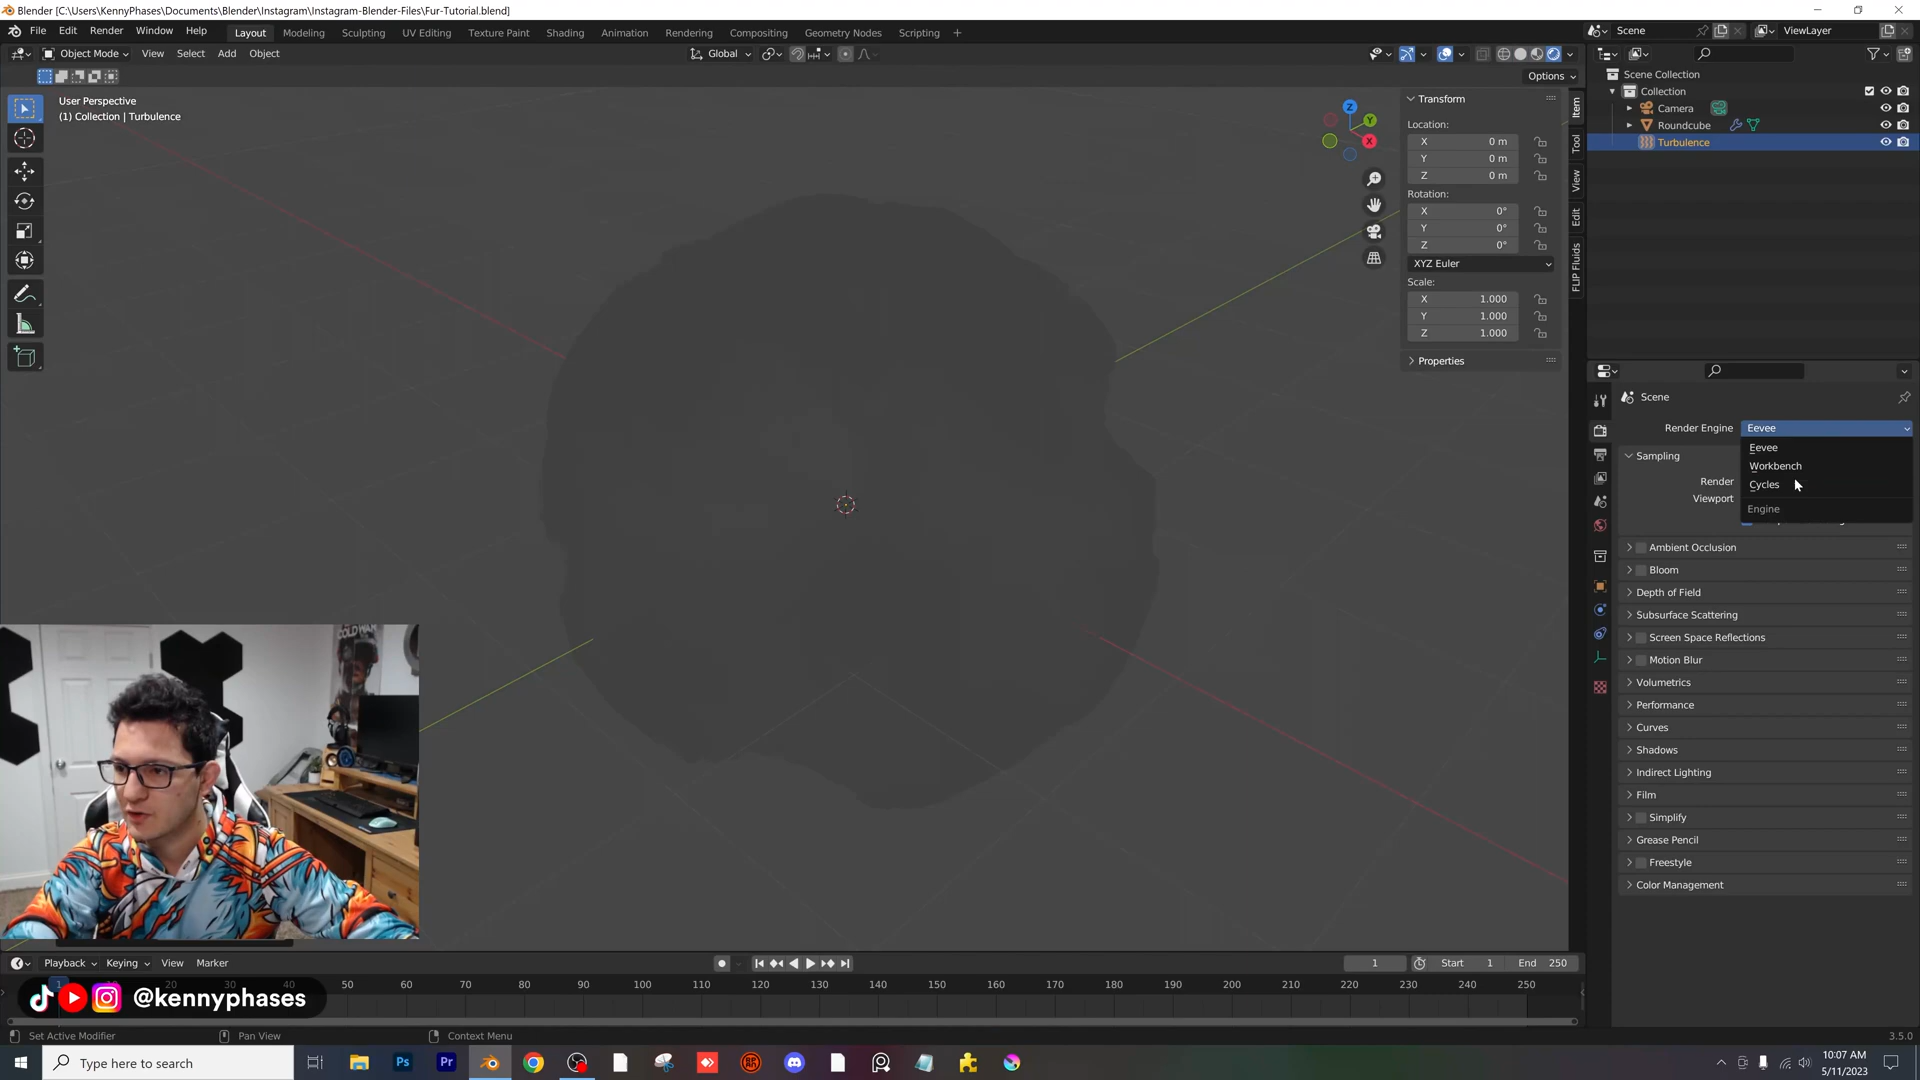 Blender [C:\Users\KennyPhases\Documents\Blender\Instagram\Instagram-Blender-Files\Fur-Tutorial.blend]
File Edit Render Window Help Layout Modeling Sculpting UV Editing Texture Paint Shading Animation Rendering Compositing Geometry Nodes Scripting + Scene ViewLayer
Object Mode View Select Add Object Global
Options
User Perspective
(1) Collection | Turbulence
Z
Y
X
Transform
Location:
X 0 m
Y 0 m
Z 0 m
Rotation:
X 0°
Y 0°
Z 0°
XYZ Euler
Scale:
X 1.000
Y 1.000
Z 1.000
Properties
Item
Tool
View
Edit
FLIP Fluids
Scene Collection
Collection
Camera
Roundcube
Turbulence
Scene
Render Engine Eevee
Eevee
Workbench
Cycles
Engine
Sampling
Render
Viewport
Ambient Occlusion
Bloom
Depth of Field
Subsurface Scattering
Screen Space Reflections
Motion Blur
Volumetrics
Performance
Curves
Shadows
Indirect Lighting
Film
Simplify
Grease Pencil
Freestyle
Color Management
COLD WAR
Playback Keying View Marker
1 Start 1 End 250
1 50 60 70 80 90 100 110 120 130 140 150 160 170 180 190 200 210 220 230 240 250
@kennyphases
Set Active Modifier Pan View Context Menu 3.5.0
Type here to search
Ps
Pr
10:07 AM
5/11/2023